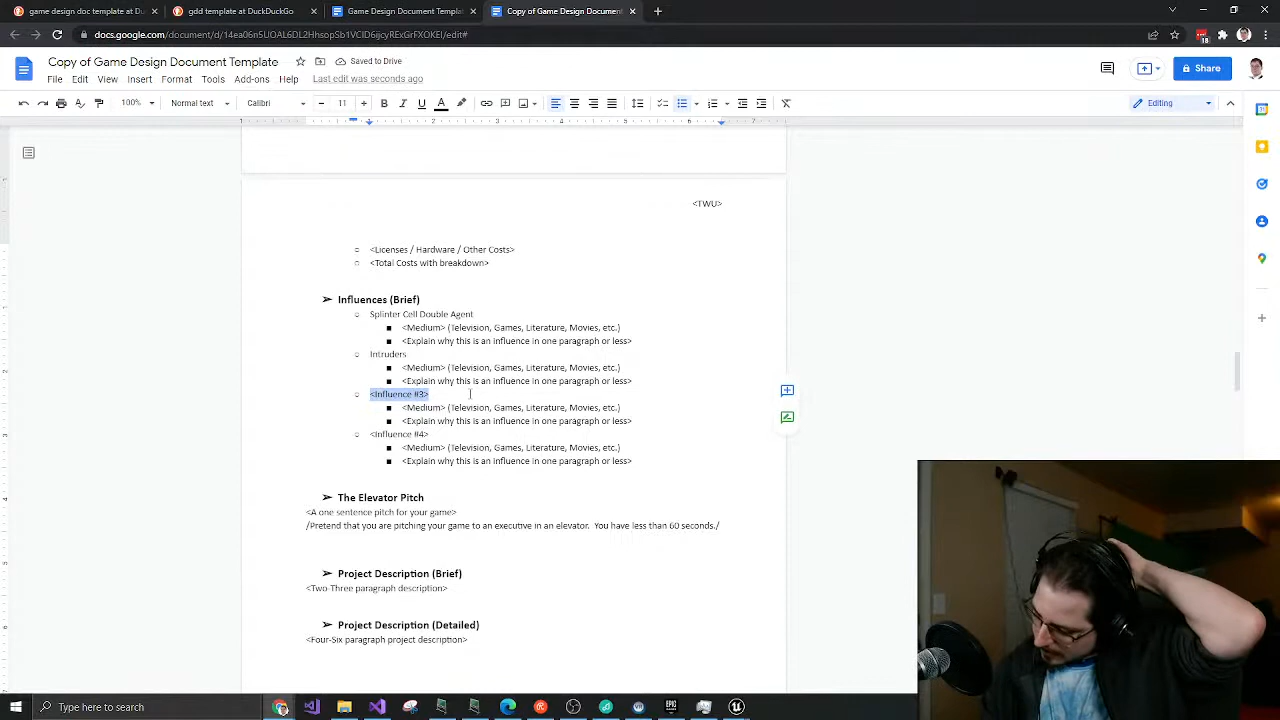 game design doc template at Du
gdd template at DuckDuckGo
Game Design Document Template
Copy of Game Design Document
Copy of Game Design Document Template
Saved to Drive
File Edit View Insert Format Tools Add-ons Help Last edit was seconds ago
Share
100% Normal text Calibri 11
Editing
<TWU>
<Licenses / Hardware / Other Costs>
<Total Costs with breakdown>
Influences (Brief)
Splinter Cell Double Agent
<Medium> (Television, Games, Literature, Movies, etc.)
<Explain why this is an influence in one paragraph or less>
Intruders
<Medium> (Television, Games, Literature, Movies, etc.)
<Explain why this is an influence in one paragraph or less>
<Influence #3>
<Medium> (Television, Games, Literature, Movies, etc.)
<Explain why this is an influence in one paragraph or less>
<Influence #4>
<Medium> (Television, Games, Literature, Movies, etc.)
<Explain why this is an influence in one paragraph or less>
The Elevator Pitch
<A one sentence pitch for your game>
/Pretend that you are pitching your game to an executive in an elevator. You have less than 60 seconds./
Project Description (Brief)
<Two-Three paragraph description>
Project Description (Detailed)
<Four-Six paragraph project description>
Type here to search